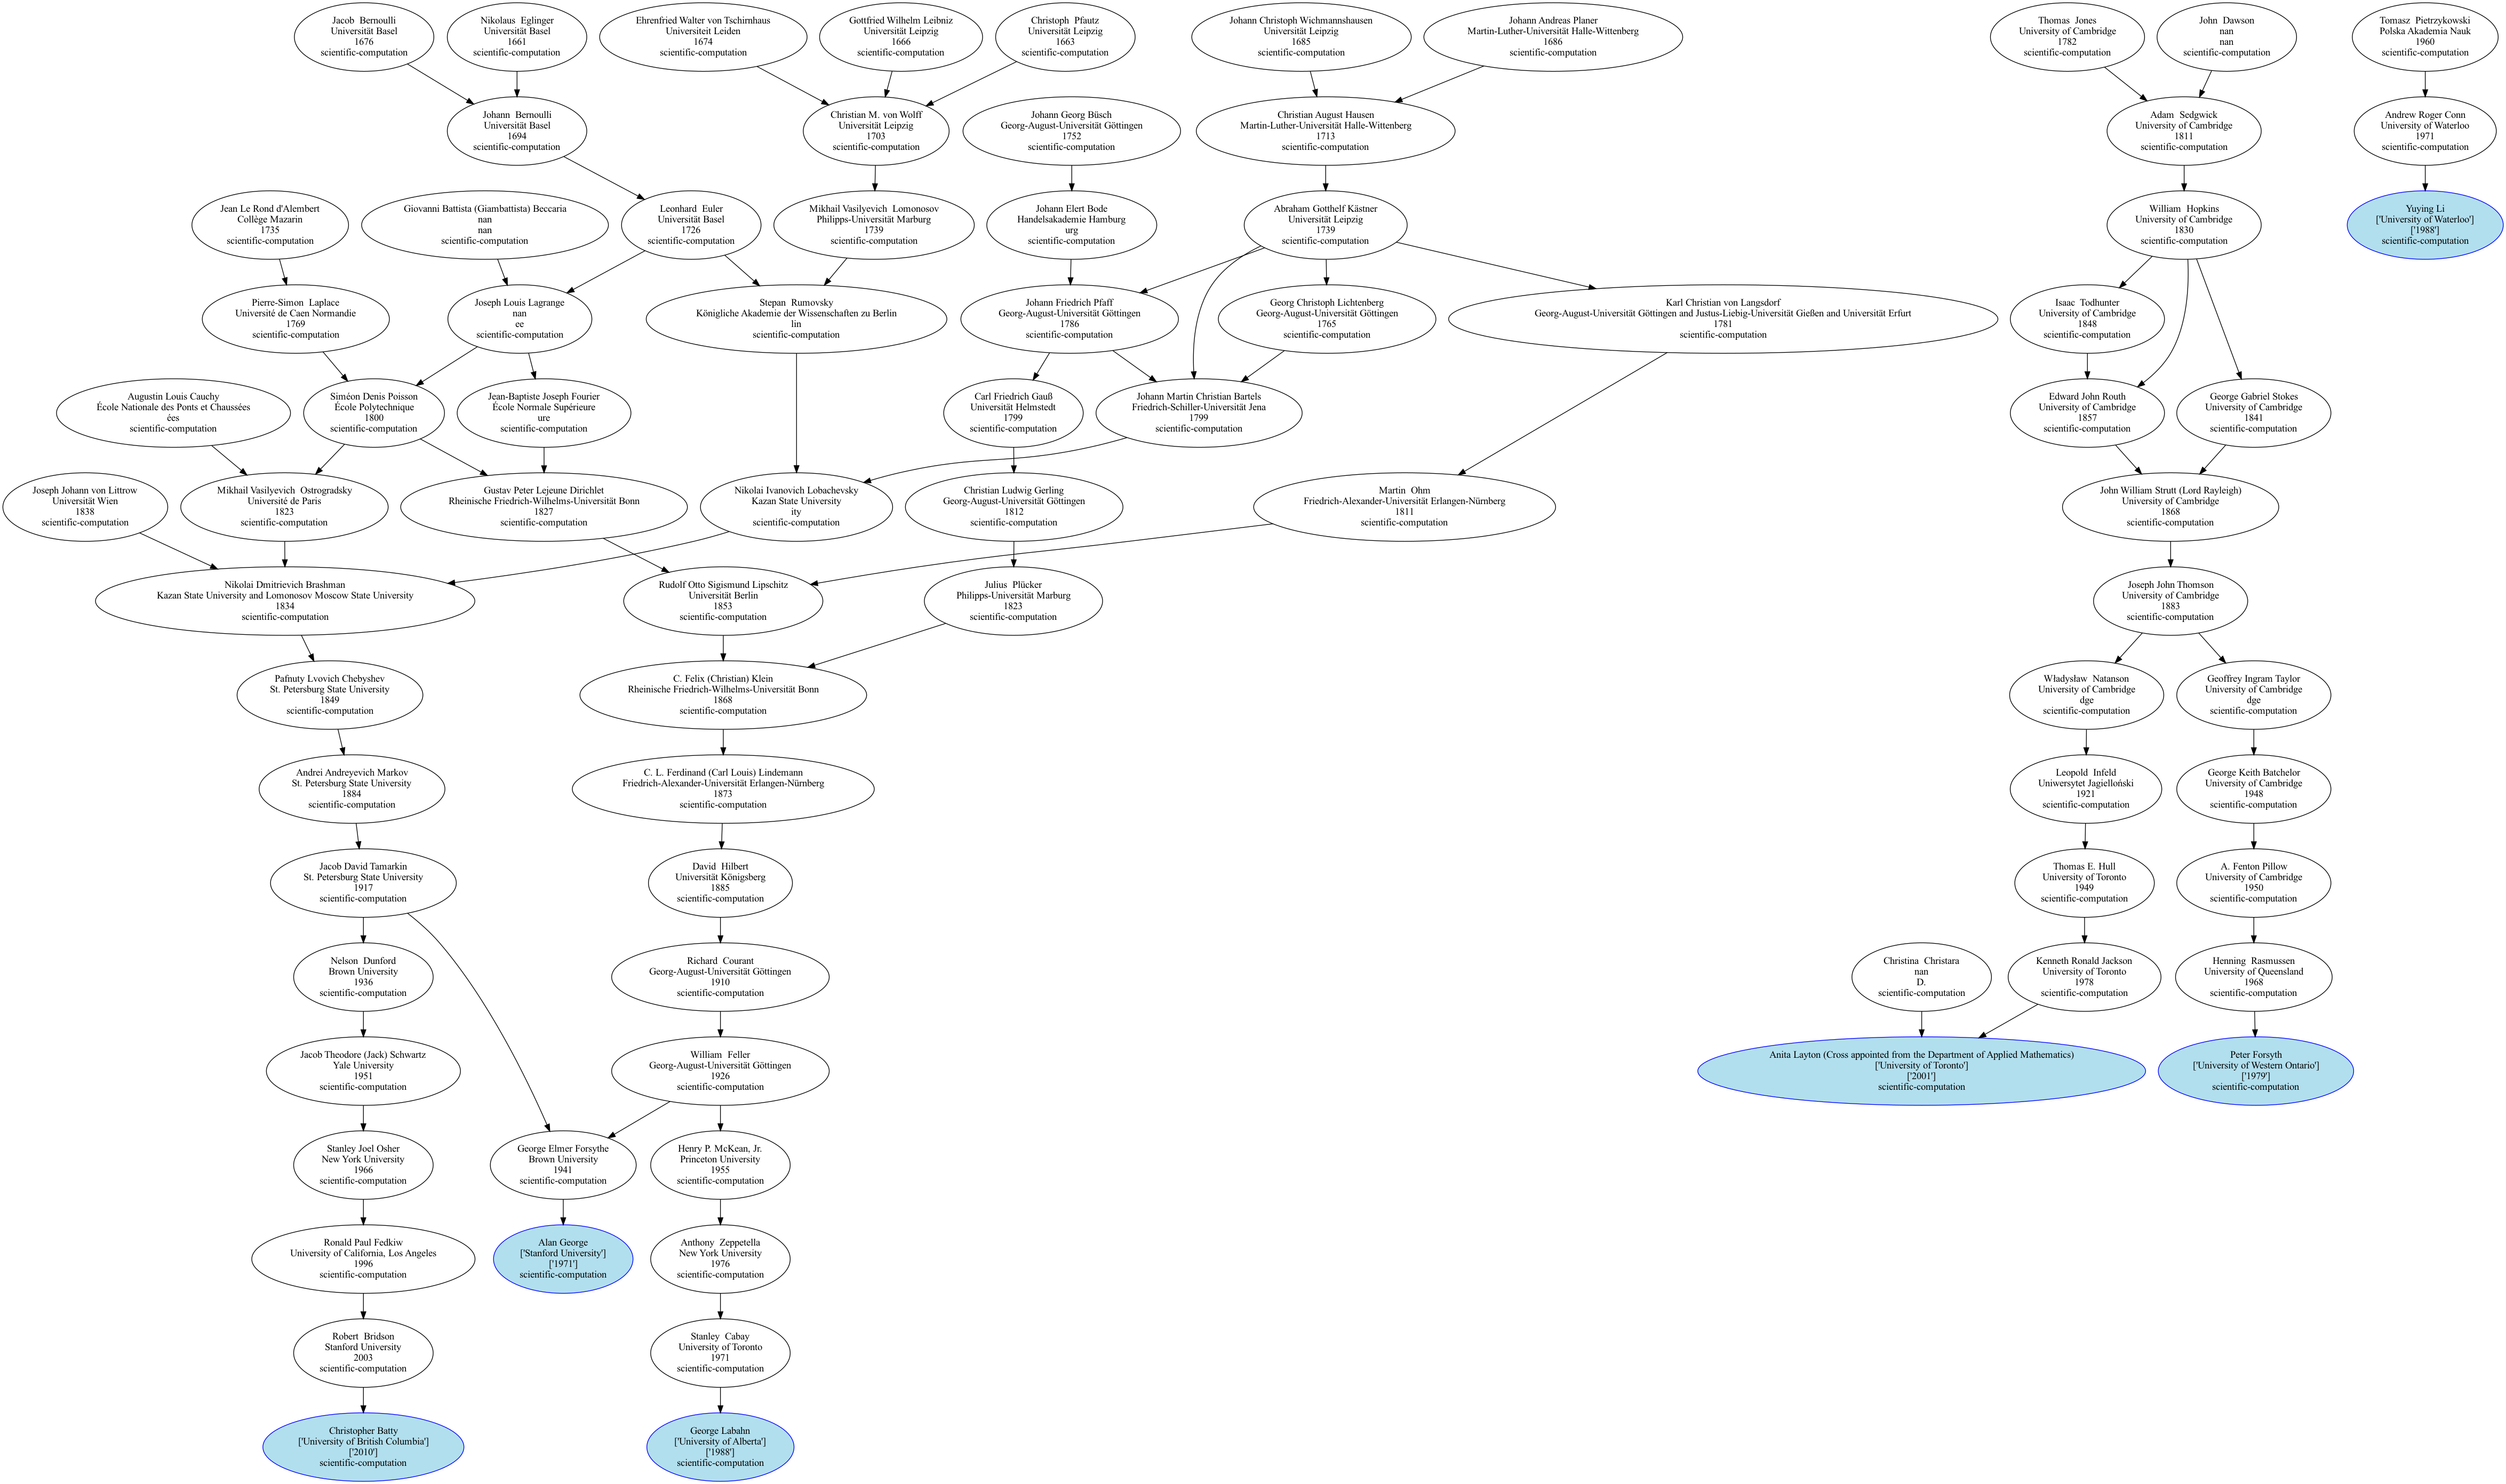 Jacob  Bernoulli
Universität Basel
1676
scientific-computation
Nikolaus  Eglinger
Universität Basel
1661
scientific-computation
Ehrenfried Walter von Tschirnhaus
Universiteit Leiden
1674
scientific-computation
Gottfried Wilhelm Leibniz
Universität Leipzig
1666
scientific-computation
Christoph  Pfautz
Universität Leipzig
1663
scientific-computation
Johann Christoph Wichmannshausen
Universität Leipzig
1685
scientific-computation
Johann Andreas Planer
Martin-Luther-Universität Halle-Wittenberg
1686
scientific-computation
Thomas  Jones
University of Cambridge
1782
scientific-computation
John  Dawson
nan
nan
scientific-computation
Tomasz  Pietrzykowski
Polska Akademia Nauk
1960
scientific-computation
Johann  Bernoulli
Universität Basel
1694
scientific-computation
Christian M. von Wolff
Universität Leipzig
1703
scientific-computation
Johann Georg Büsch
Georg-August-Universität Göttingen
1752
scientific-computation
Christian August Hausen
Martin-Luther-Universität Halle-Wittenberg
1713
scientific-computation
Adam  Sedgwick
University of Cambridge
1811
scientific-computation
Andrew Roger Conn
University of Waterloo
1971
scientific-computation
Jean Le Rond d'Alembert
Collège Mazarin
1735
scientific-computation
Giovanni Battista (Giambattista) Beccaria
nan
nan
scientific-computation
Leonhard  Euler
Universität Basel
1726
scientific-computation
Mikhail Vasilyevich  Lomonosov
Philipps-Universität Marburg
1739
scientific-computation
Johann Elert Bode
Handelsakademie Hamburg
urg
scientific-computation
Abraham Gotthelf Kästner
Universität Leipzig
1739
scientific-computation
William  Hopkins
University of Cambridge
1830
scientific-computation
Yuying Li
['University of Waterloo']
['1988']
scientific-computation
Pierre-Simon  Laplace
Université de Caen Normandie
1769
scientific-computation
Joseph Louis Lagrange
nan
ee
scientific-computation
Stepan  Rumovsky
Königliche Akademie der Wissenschaften zu Berlin
lin
scientific-computation
Johann Friedrich Pfaff
Georg-August-Universität Göttingen
1786
scientific-computation
Georg Christoph Lichtenberg
Georg-August-Universität Göttingen
1765
scientific-computation
Karl Christian von Langsdorf
Georg-August-Universität Göttingen and Justus-Liebig-Universität Gießen and Universität Erfurt
1781
scientific-computation
Isaac  Todhunter
University of Cambridge
1848
scientific-computation
Augustin Louis Cauchy
École Nationale des Ponts et Chaussées
ées
scientific-computation
Siméon Denis Poisson
École Polytechnique
1800
scientific-computation
Jean-Baptiste Joseph Fourier
École Normale Supérieure
ure
scientific-computation
Carl Friedrich Gauß
Universität Helmstedt
1799
scientific-computation
Johann Martin Christian Bartels
Friedrich-Schiller-Universität Jena
1799
scientific-computation
Edward John Routh
University of Cambridge
1857
scientific-computation
George Gabriel Stokes
University of Cambridge
1841
scientific-computation
Joseph Johann von Littrow
Universität Wien
1838
scientific-computation
Mikhail Vasilyevich  Ostrogradsky
Université de Paris
1823
scientific-computation
Gustav Peter Lejeune Dirichlet
Rheinische Friedrich-Wilhelms-Universität Bonn
1827
scientific-computation
Nikolai Ivanovich Lobachevsky
Kazan State University
ity
scientific-computation
Christian Ludwig Gerling
Georg-August-Universität Göttingen
1812
scientific-computation
Martin  Ohm
Friedrich-Alexander-Universität Erlangen-Nürnberg
1811
scientific-computation
John William Strutt (Lord Rayleigh)
University of Cambridge
1868
scientific-computation
Nikolai Dmitrievich Brashman
Kazan State University and Lomonosov Moscow State University
1834
scientific-computation
Rudolf Otto Sigismund Lipschitz
Universität Berlin
1853
scientific-computation
Julius  Plücker
Philipps-Universität Marburg
1823
scientific-computation
Joseph John Thomson
University of Cambridge
1883
scientific-computation
Pafnuty Lvovich Chebyshev
St. Petersburg State University
1849
scientific-computation
C. Felix (Christian) Klein
Rheinische Friedrich-Wilhelms-Universität Bonn
1868
scientific-computation
Władysław  Natanson
University of Cambridge
dge
scientific-computation
Geoffrey Ingram Taylor
University of Cambridge
dge
scientific-computation
Andrei Andreyevich Markov
St. Petersburg State University
1884
scientific-computation
C. L. Ferdinand (Carl Louis) Lindemann
Friedrich-Alexander-Universität Erlangen-Nürnberg
1873
scientific-computation
Leopold  Infeld
Uniwersytet Jagielloński
1921
scientific-computation
George Keith Batchelor
University of Cambridge
1948
scientific-computation
Jacob David Tamarkin
St. Petersburg State University
1917
scientific-computation
David  Hilbert
Universität Königsberg
1885
scientific-computation
Thomas E. Hull
University of Toronto
1949
scientific-computation
A. Fenton Pillow
University of Cambridge
1950
scientific-computation
Nelson  Dunford
Brown University
1936
scientific-computation
Richard  Courant
Georg-August-Universität Göttingen
1910
scientific-computation
Christina  Christara
nan
D.
scientific-computation
Kenneth Ronald Jackson
University of Toronto
1978
scientific-computation
Henning  Rasmussen
University of Queensland
1968
scientific-computation
Jacob Theodore (Jack) Schwartz
Yale University
1951
scientific-computation
William  Feller
Georg-August-Universität Göttingen
1926
scientific-computation
Anita Layton (Cross appointed from the Department of Applied Mathematics)
['University of Toronto']
['2001']
scientific-computation
Peter Forsyth
['University of Western Ontario']
['1979']
scientific-computation
Stanley Joel Osher
New York University
1966
scientific-computation
George Elmer Forsythe
Brown University
1941
scientific-computation
Henry P. McKean, Jr.
Princeton University
1955
scientific-computation
Ronald Paul Fedkiw
University of California, Los Angeles
1996
scientific-computation
Alan George
['Stanford University']
['1971']
scientific-computation
Anthony  Zeppetella
New York University
1976
scientific-computation
Robert  Bridson
Stanford University
2003
scientific-computation
Stanley  Cabay
University of Toronto
1971
scientific-computation
Christopher Batty
['University of British Columbia']
['2010']
scientific-computation
George Labahn
['University of Alberta']
['1988']
scientific-computation